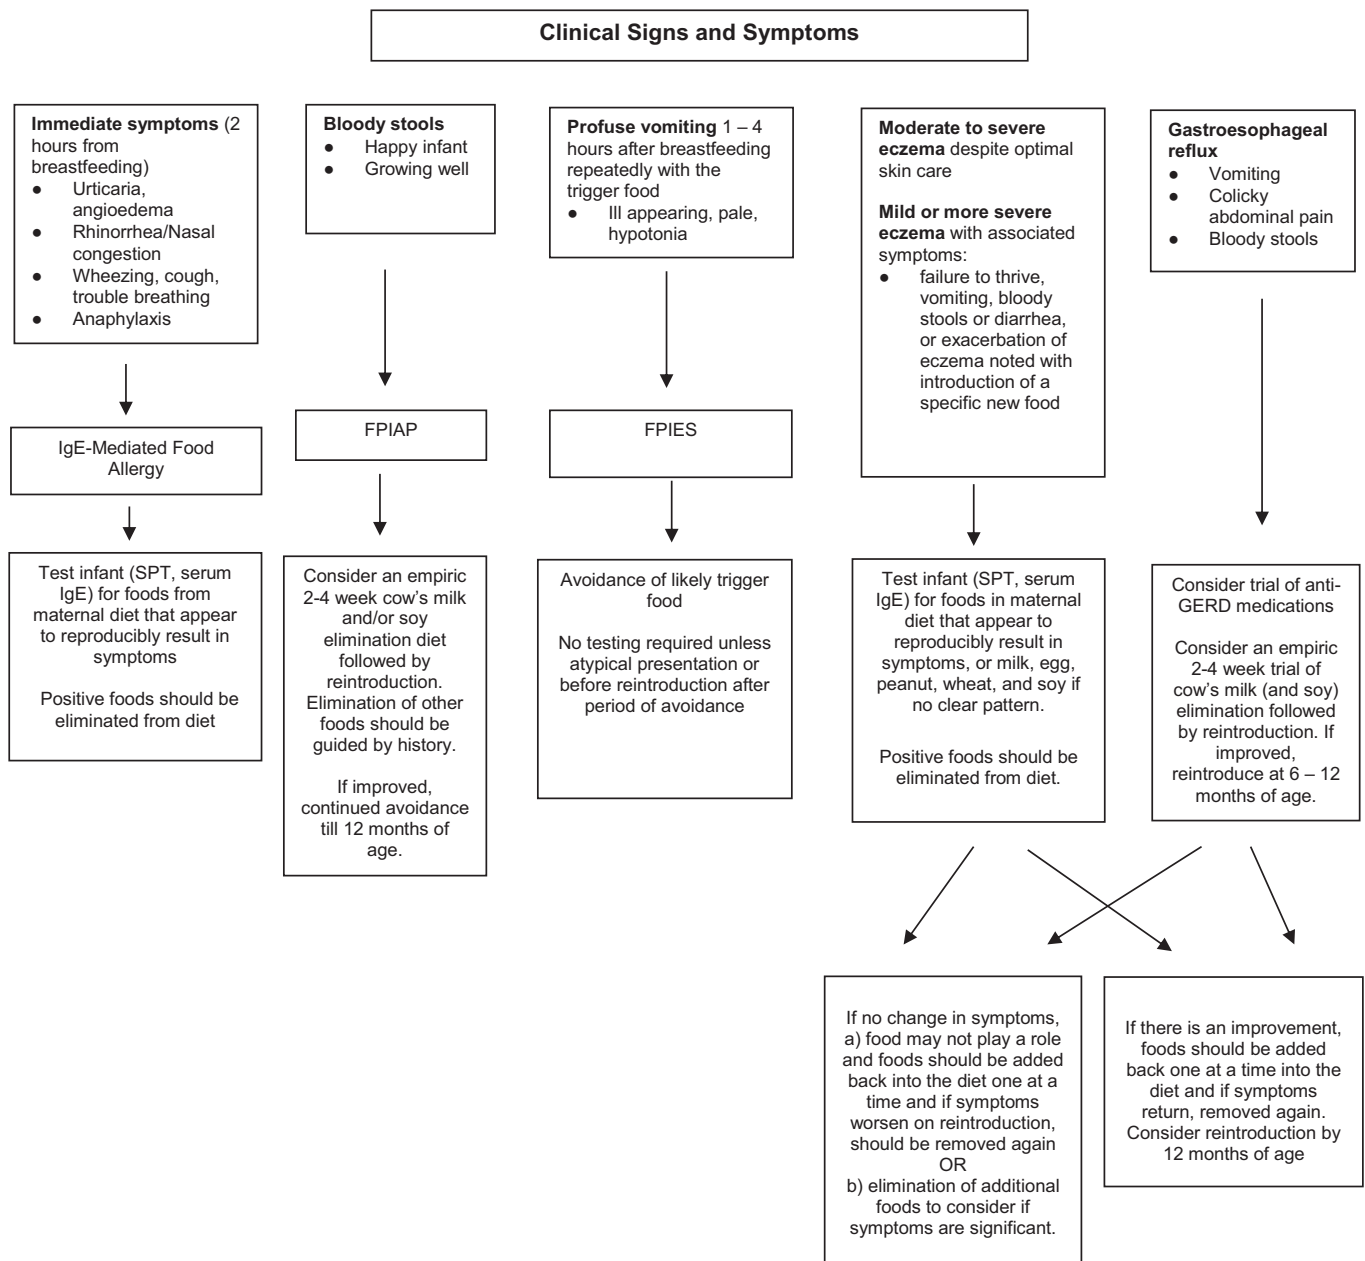 Clinical Signs and Symptoms
Immediate symptoms (2
hours from
breastfeeding)
● Urticaria,
angioedema
● Rhinorrhea/Nasal
congestion
● Wheezing, cough,
trouble breathing
● Anaphylaxis
Bloody stools
● Happy infant
● Growing well
Profuse vomiting 1 – 4
hours after breastfeeding
repeatedly with the
trigger food
● Ill appearing, pale,
hypotonia
Moderate to severe
eczema despite optimal
skin care
Mild or more severe
eczema with associated
symptoms:
● failure to thrive,
vomiting, bloody
stools or diarrhea,
or exacerbation of
eczema noted with
introduction of a
specific new food
Gastroesophageal
reflux
● Vomiting
● Colicky
abdominal pain
● Bloody stools
IgE-Mediated Food
Allergy
FPIAP
FPIES
Test infant (SPT, serum
IgE) for foods from
maternal diet that appear
to reproducibly result in
symptoms
Positive foods should be
eliminated from diet
Consider an empiric
2-4 week cow's milk
and/or soy
elimination diet
followed by
reintroduction.
Elimination of other
foods should be
guided by history.
If improved,
continued avoidance
till 12 months of
age.
Avoidance of likely trigger
food
No testing required unless
atypical presentation or
before reintroduction after
period of avoidance
Test infant (SPT, serum
IgE) for foods in maternal
diet that appear to
reproducibly result in
symptoms, or milk, egg,
peanut, wheat, and soy if
no clear pattern.
Positive foods should be
eliminated from diet.
Consider trial of anti-
GERD medications
Consider an empiric
2-4 week trial of
cow's milk (and soy)
elimination followed
by reintroduction. If
improved,
reintroduce at 6 – 12
months of age.
If no change in symptoms,
a) food may not play a role
and foods should be added
back into the diet one at a
time and if symptoms
worsen on reintroduction,
should be removed again
OR
b) elimination of additional
foods to consider if
symptoms are significant.
If there is an improvement,
foods should be added
back one at a time into the
diet and if symptoms
return, removed again.
Consider reintroduction by
12 months of age